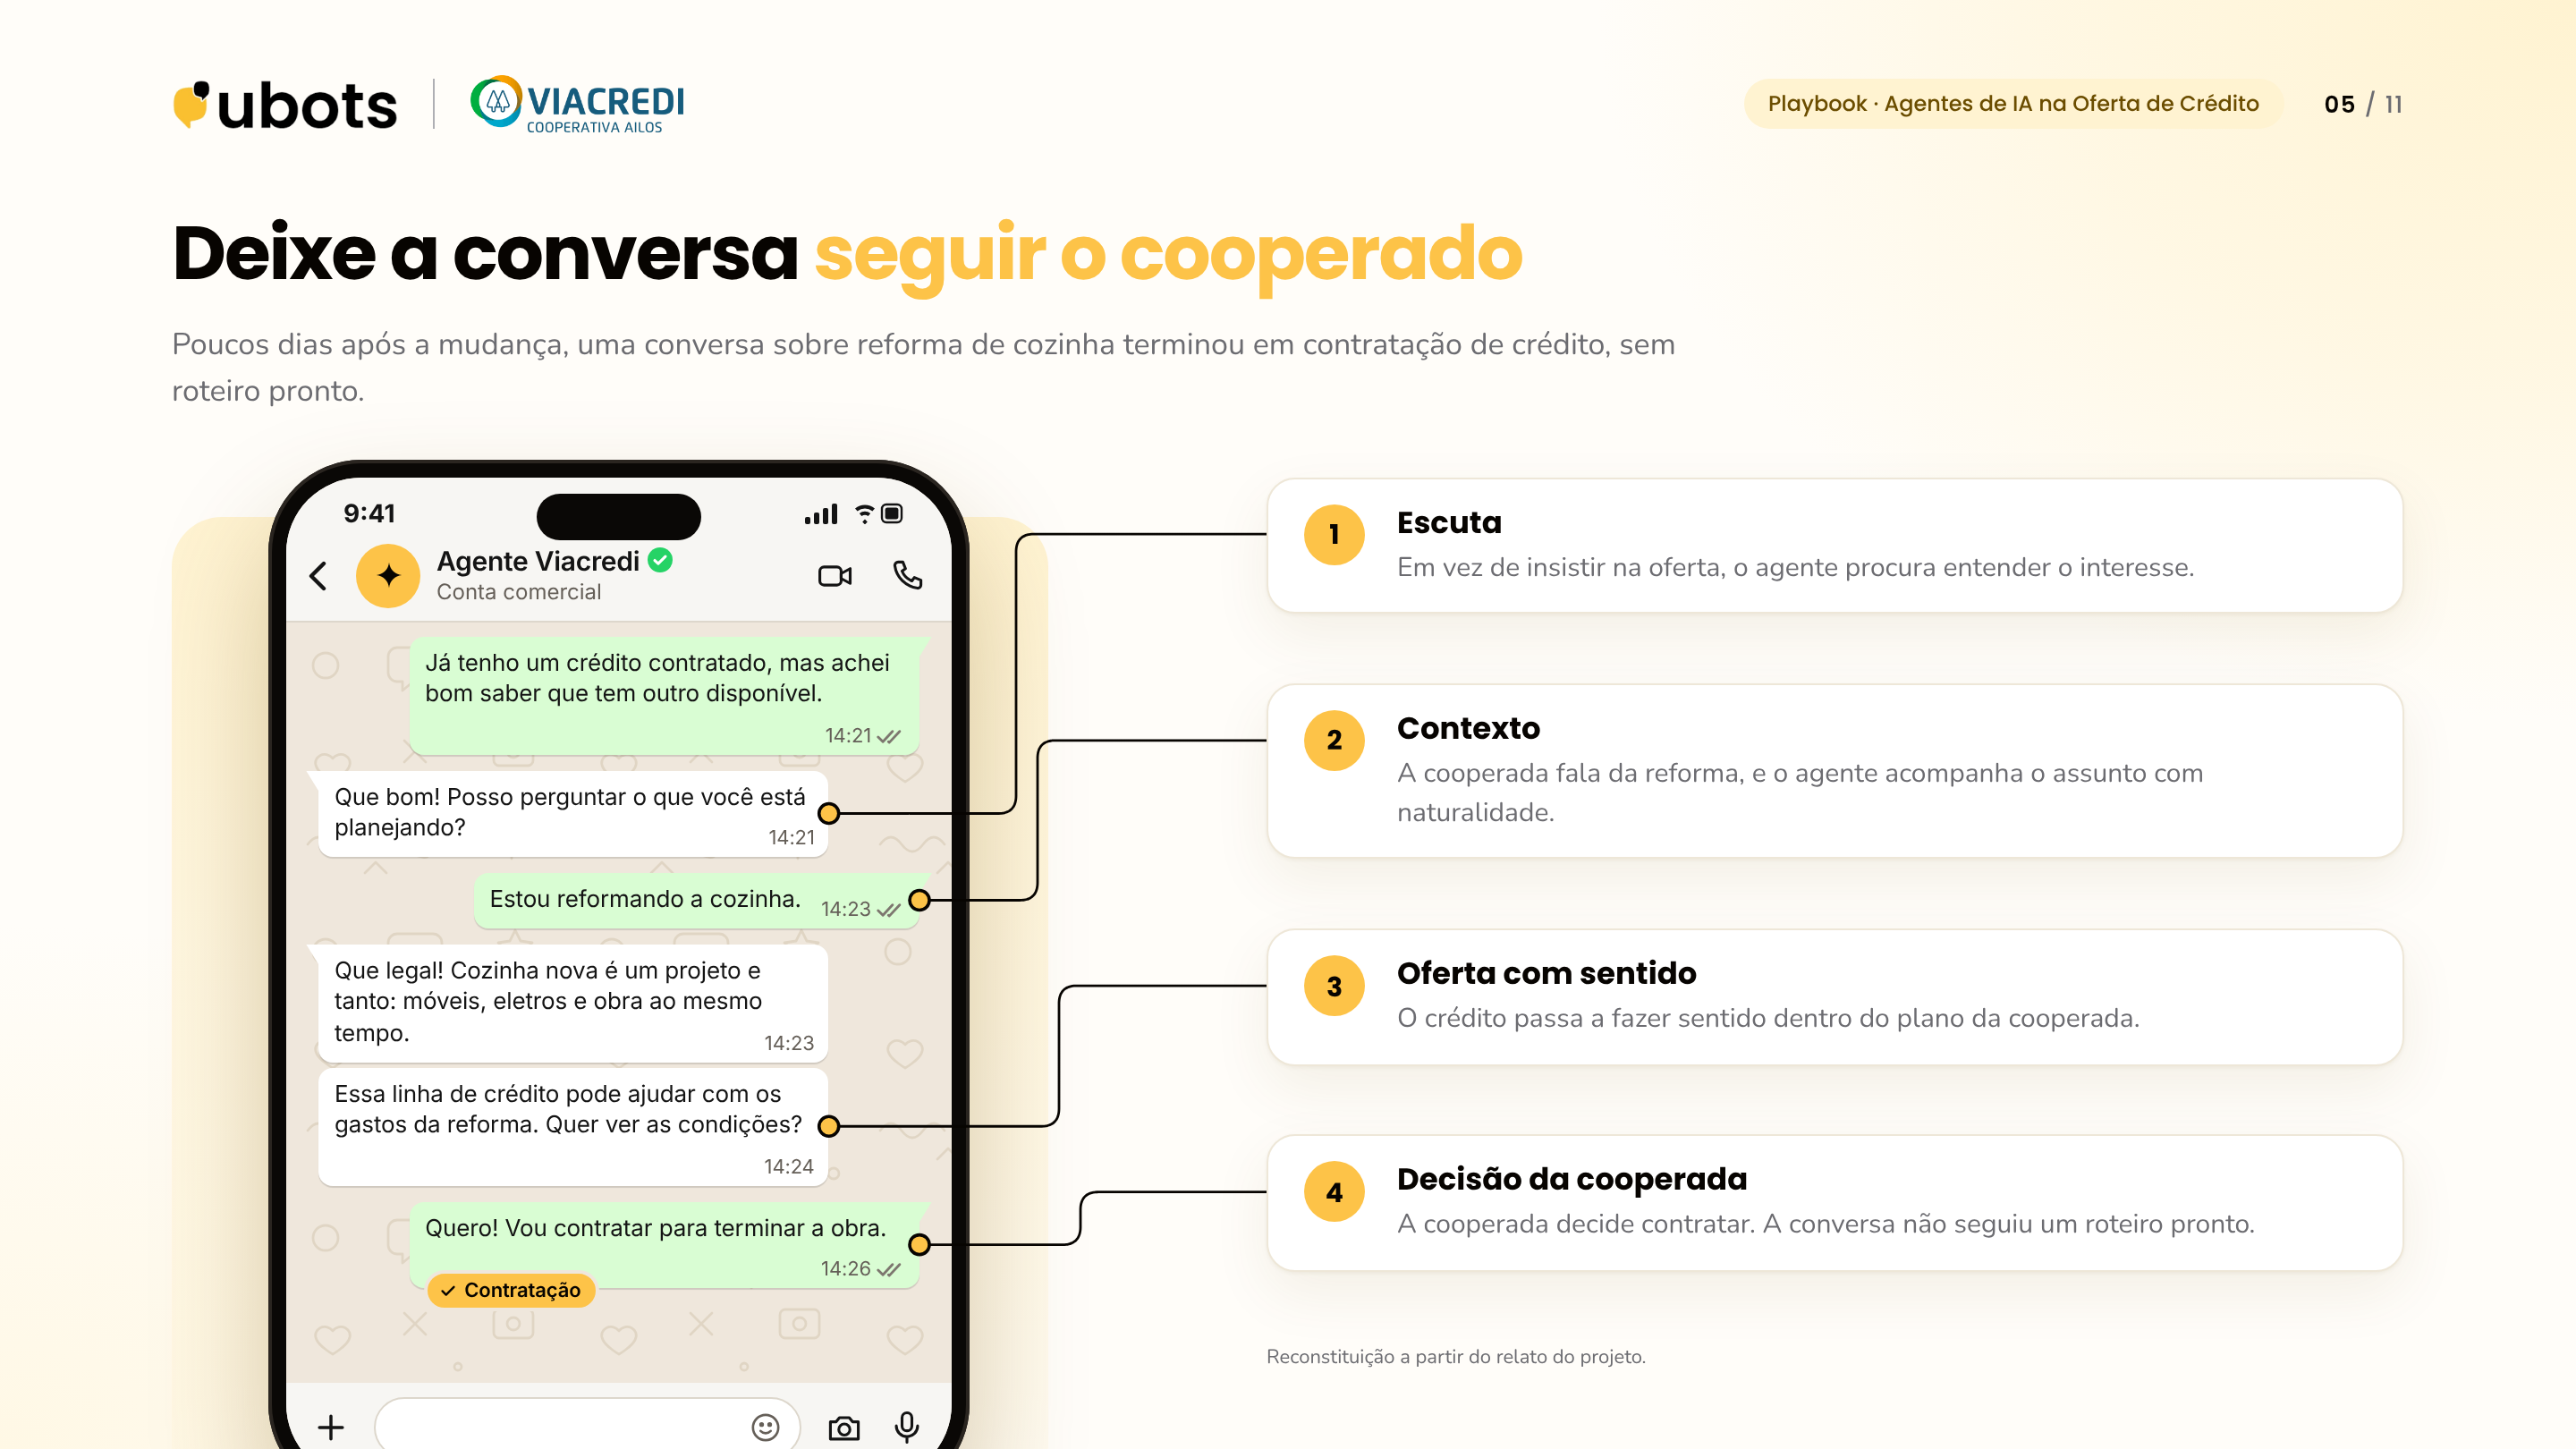 ubots
VIACREDI
COOPERATIVA AILOS
Playbook · Agentes de IA na Oferta de Crédito
05 / 11
Deixe a conversa seguir o cooperado
Poucos dias após a mudança, uma conversa sobre reforma de cozinha terminou em contratação de crédito, sem
roteiro pronto.
9:41
Agente Viacredi
Conta comercial
Já tenho um crédito contratado, mas achei
bom saber que tem outro disponível.
14:21
Que bom! Posso perguntar o que você está
planejando?
14:21
Estou reformando a cozinha.
14:23
Que legal! Cozinha nova é um projeto e
tanto: móveis, eletros e obra ao mesmo
tempo.
14:23
Essa linha de crédito pode ajudar com os
gastos da reforma. Quer ver as condições?
14:24
Quero! Vou contratar para terminar a obra.
14:26
Contratação
1
Escuta
Em vez de insistir na oferta, o agente procura entender o interesse.
2
Contexto
A cooperada fala da reforma, e o agente acompanha o assunto com
naturalidade.
3
Oferta com sentido
O crédito passa a fazer sentido dentro do plano da cooperada.
4
Decisão da cooperada
A cooperada decide contratar. A conversa não seguiu um roteiro pronto.
Reconstituição a partir do relato do projeto.